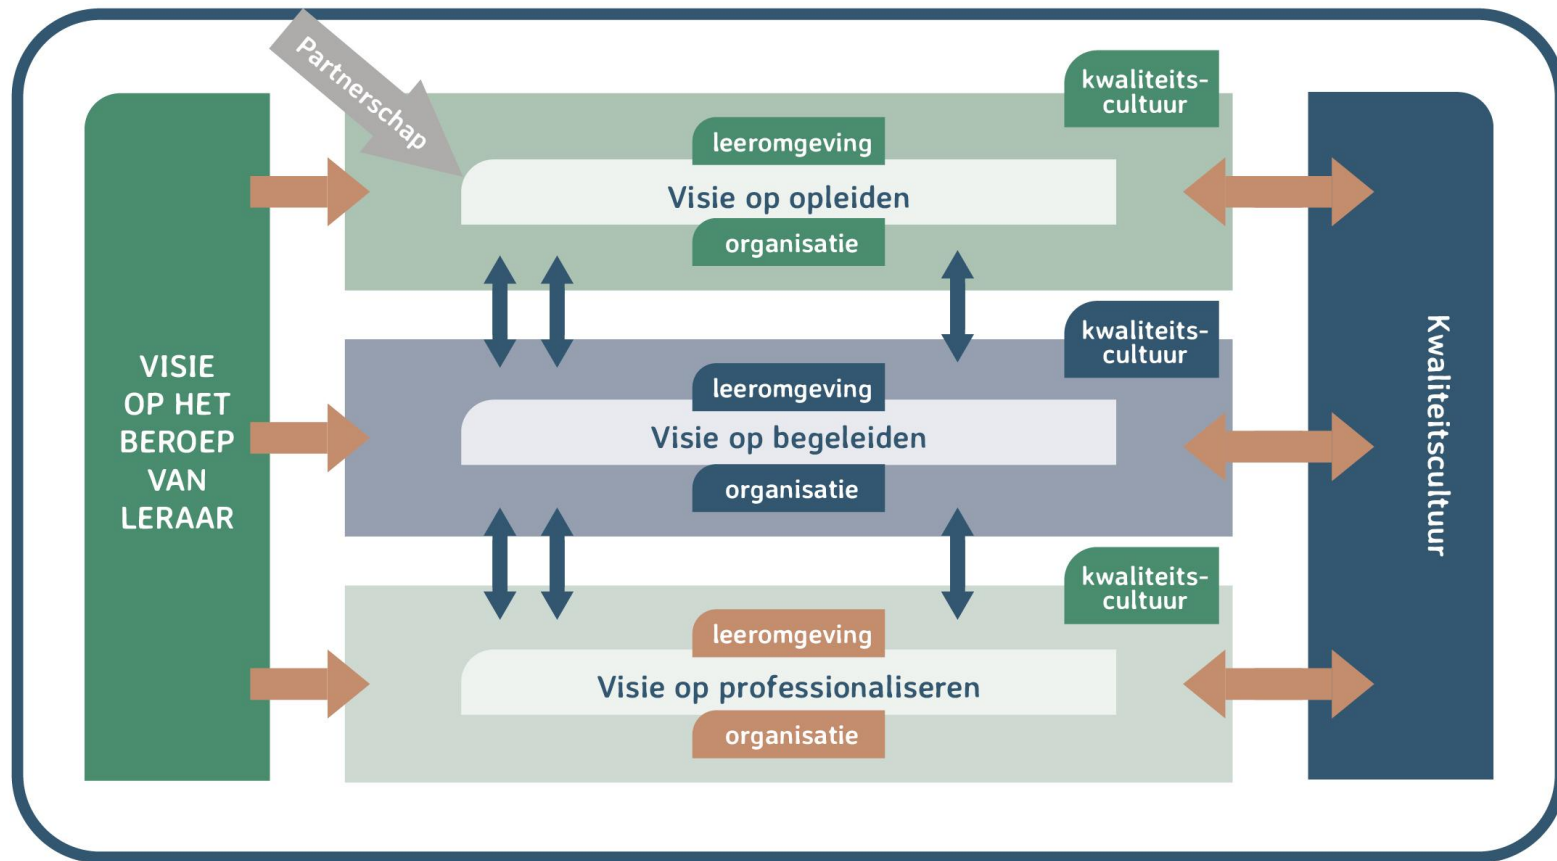 Partnerschap
VISIE
OP HET
BEROEP
VAN
LERAAR
kwaliteits-
cultuur
leeromgeving
Visie op opleiden
organisatie
kwaliteits-
cultuur
leeromgeving
Visie op begeleiden
organisatie
kwaliteits-
cultuur
leeromgeving
Visie op professionaliseren
organisatie
Kwaliteitscultuur